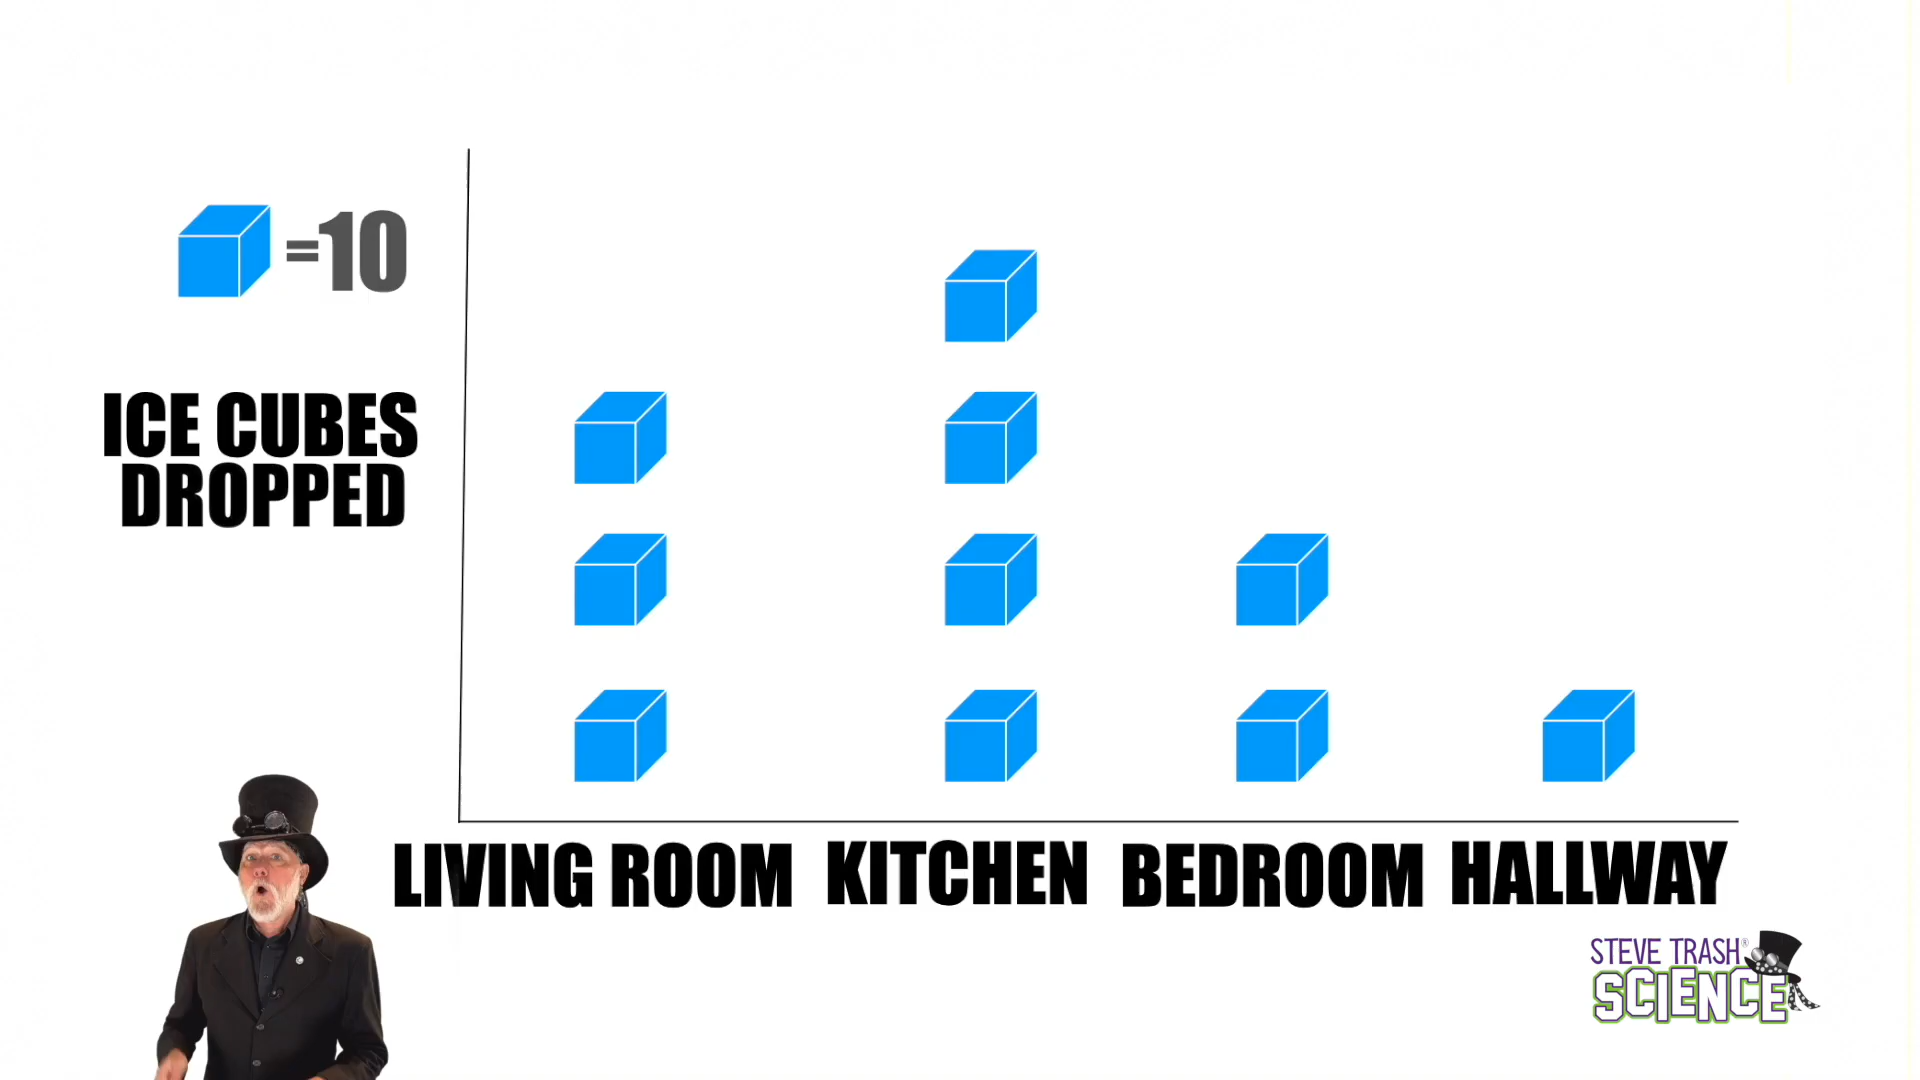 =10
ICE CUBES
DROPPED
LIVING ROOM KITCHEN BEDROOM HALLWAY
STEVE TRASH®
SCIENCE